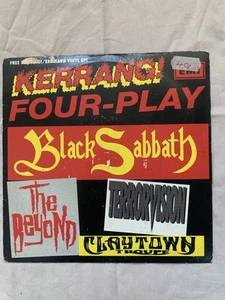 KERRANG!
EMI
FOUR-PLAY
Black Sabbath
The Beyond
TERRORVISION
CLAYTOWN
TROUPE